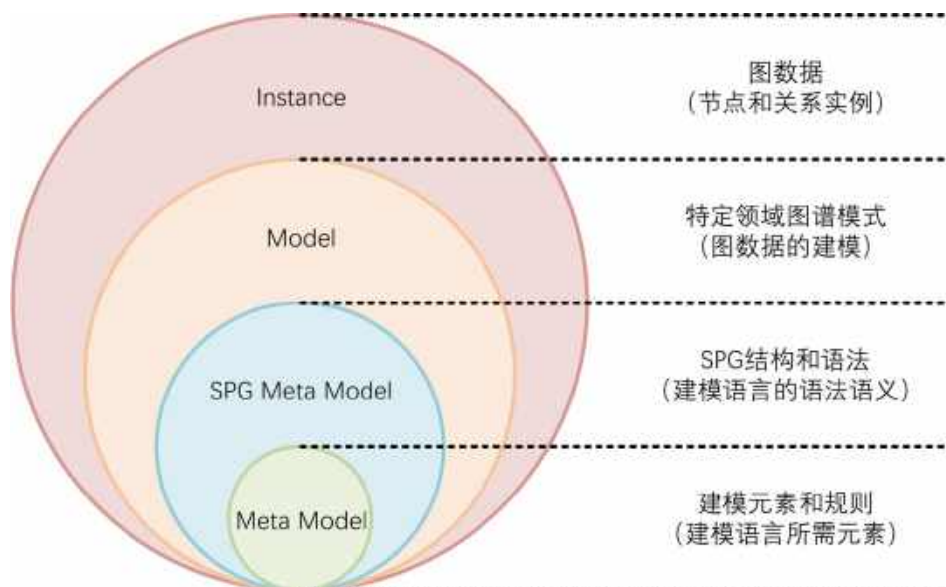 Instance
图数据
（节点和关系实例）
Model
特定领域图谱模式
（图数据的建模）
SPG Meta Model
SPG结构和语法
（建模语言的语法语义）
Meta Model
建模元素和规则
（建模语言所需元素）